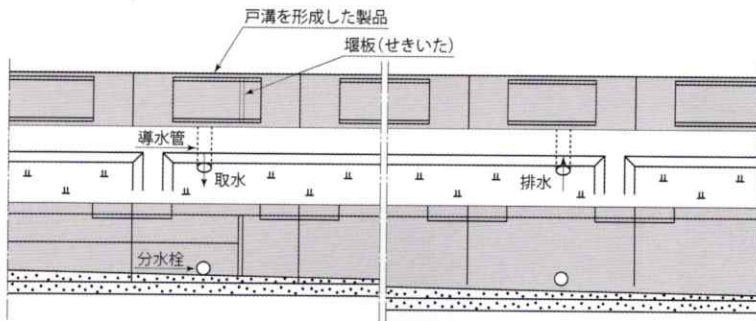 戸溝を形成した製品
堰板(せきいた)
導水管
取水
排水
分水栓